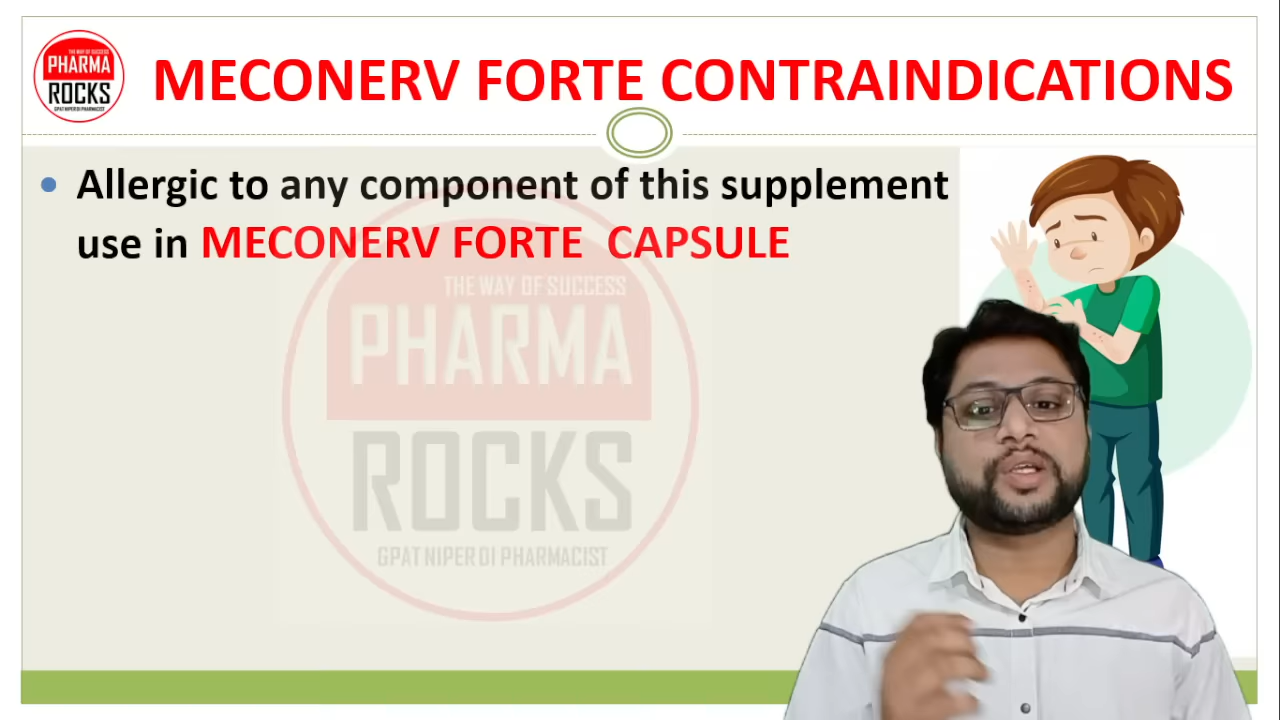 THE WAY OF SUCCESS
PHARMA
ROCKS
GPAT NIPER DI PHARMACIST
MECONERV FORTE CONTRAINDICATIONS
Allergic to any component of this supplement
use in MECONERV FORTE CAPSULE
THE WAY OF SUCCESS
PHARMA
ROCKS
GPAT NIPER DI PHARMACIST